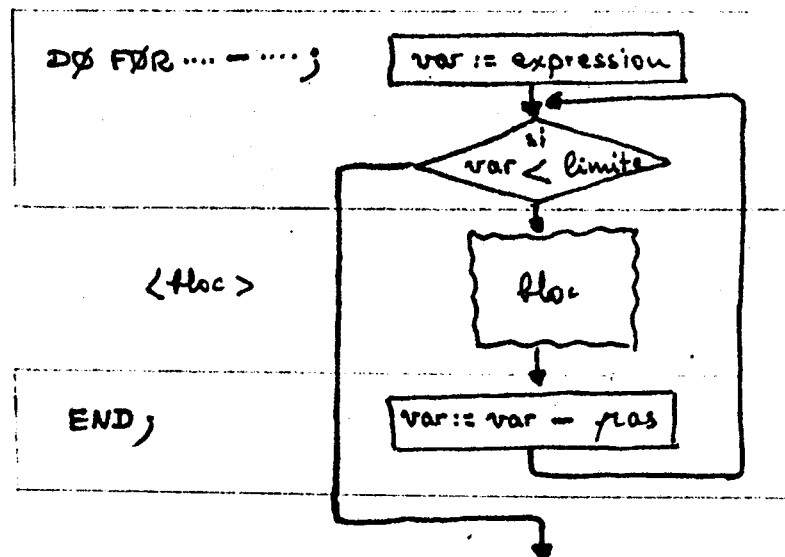 DØ FØR .... - ....;
var := expression
si
var < limite
<bloc>
bloc
END;
var := var - pas